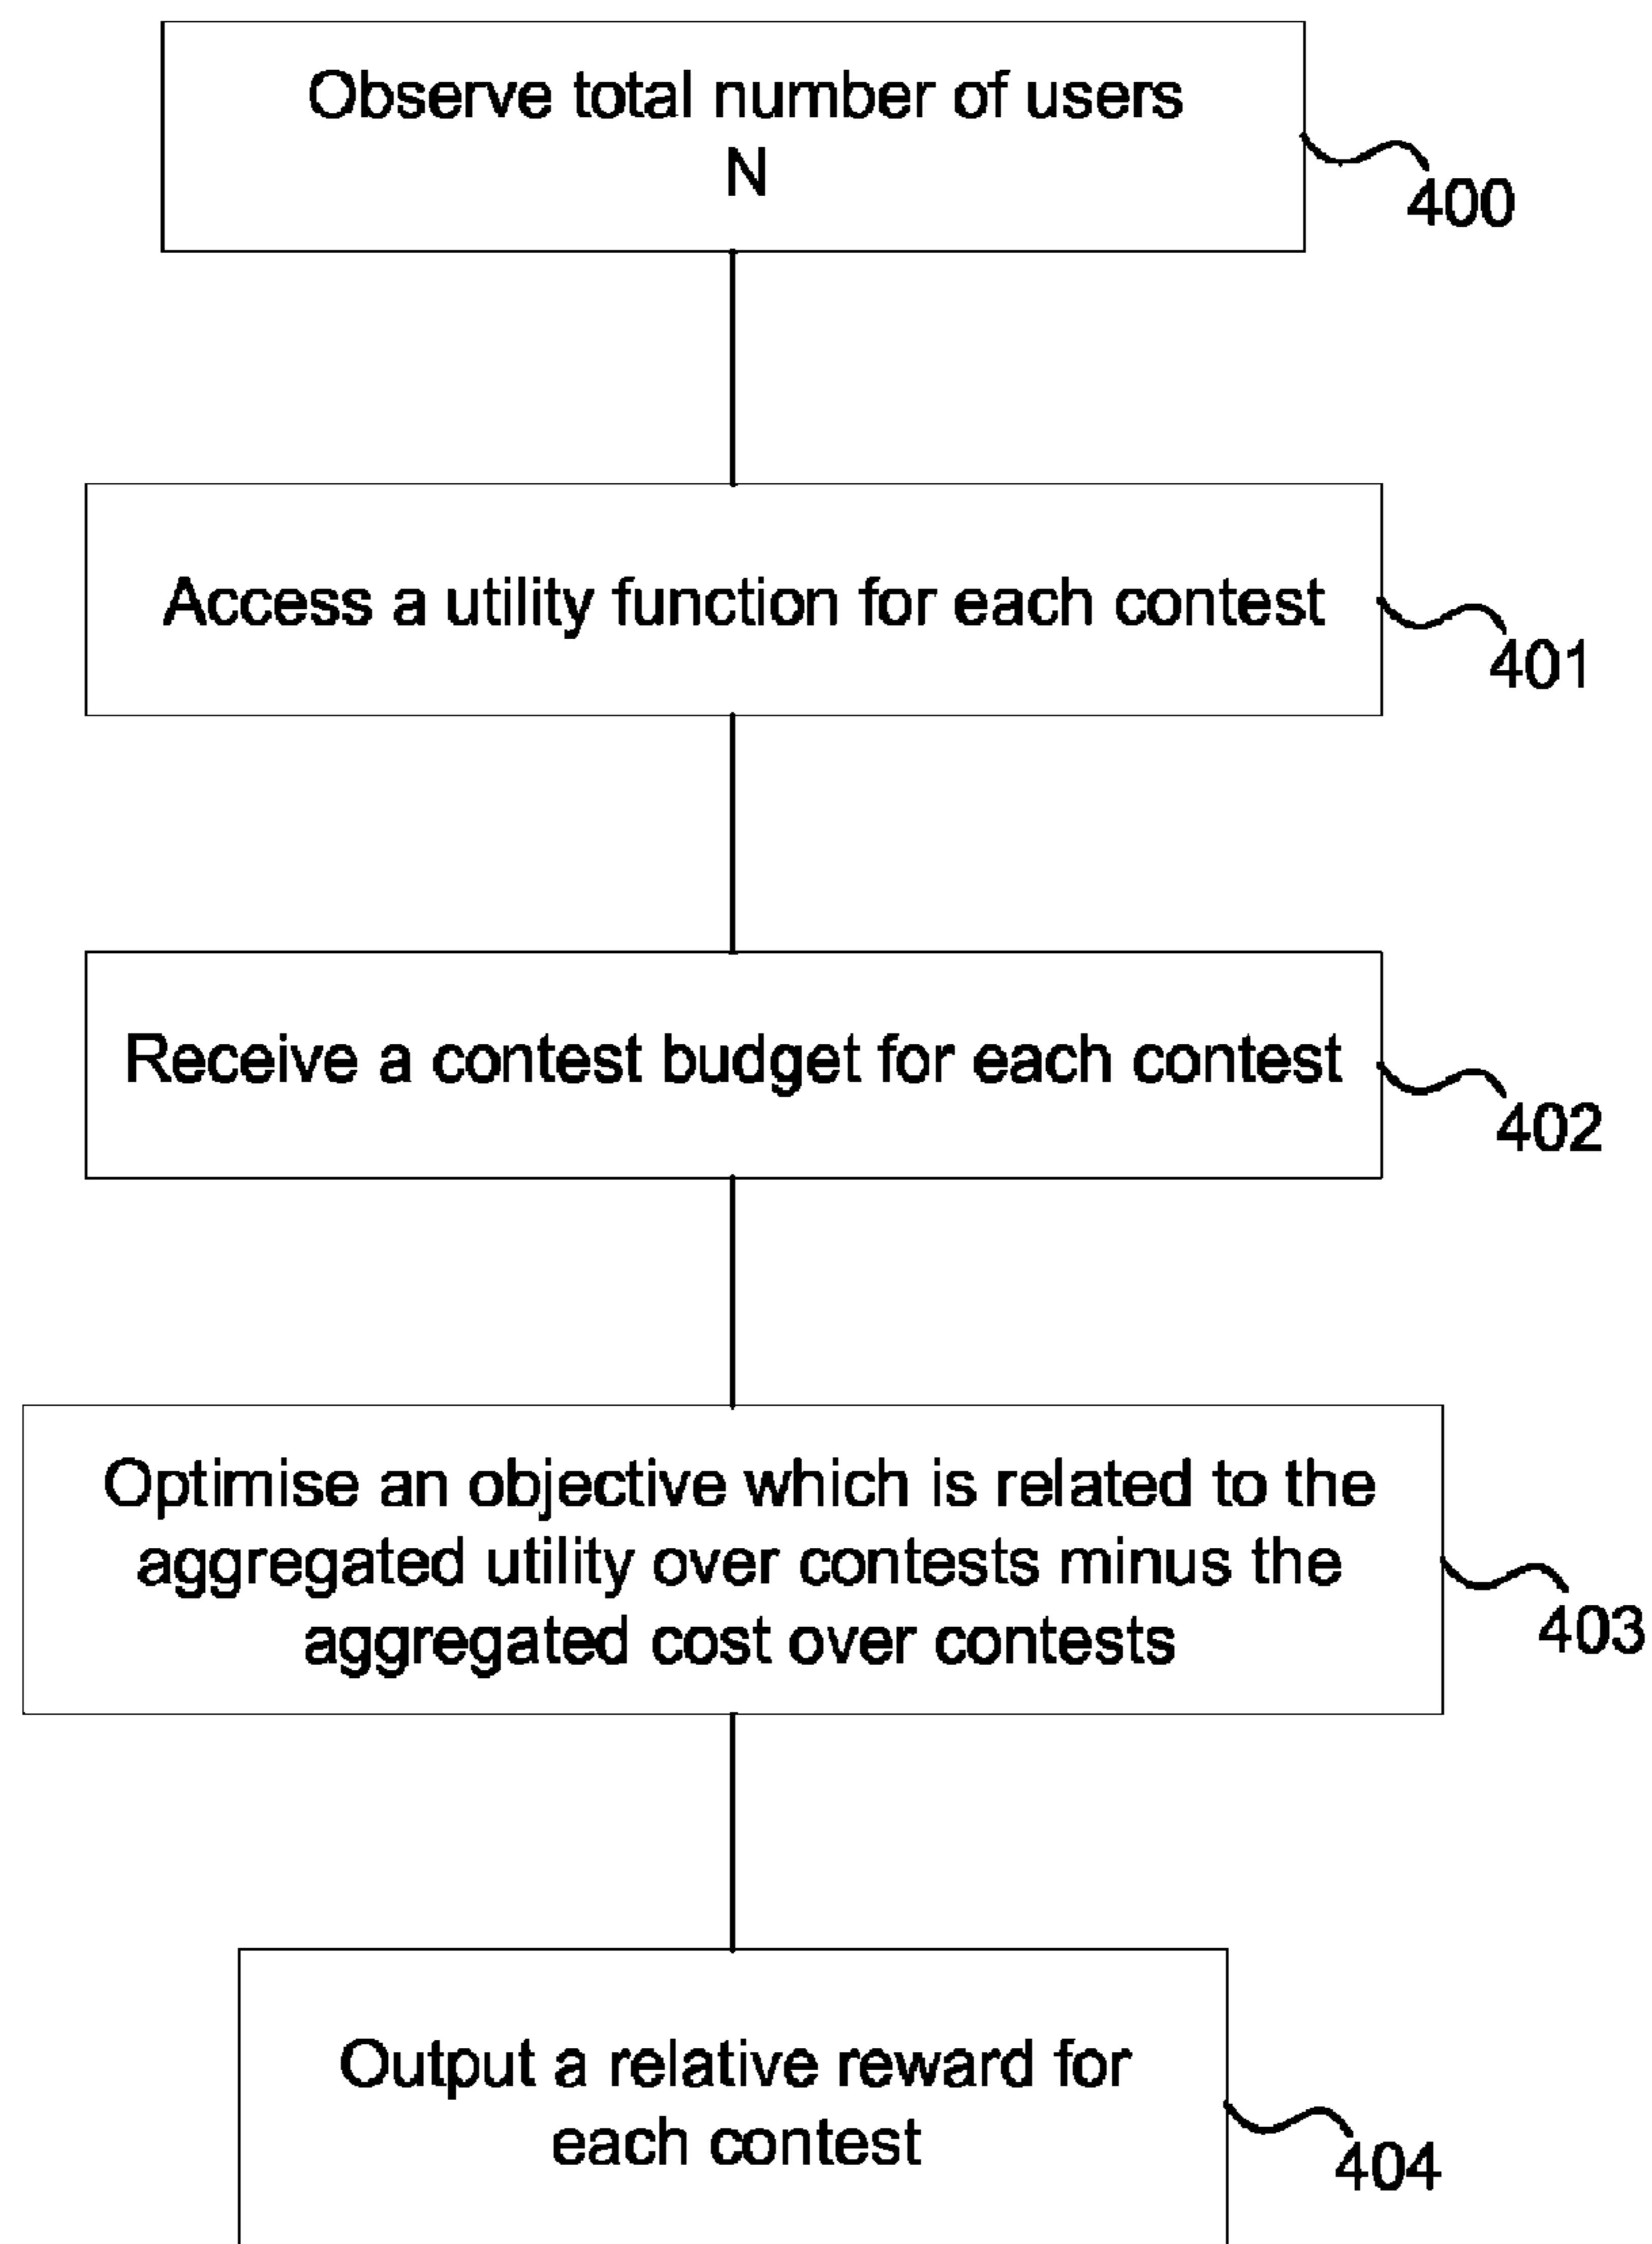 Observe total number of users
N
400
Access a utility function for each contest
401
Receive a contest budget for each contest
402
Optimise an objective which is related to the
aggregated utility over contests minus the
aggregated cost over contests
403
Output a relative reward for
each contest
404